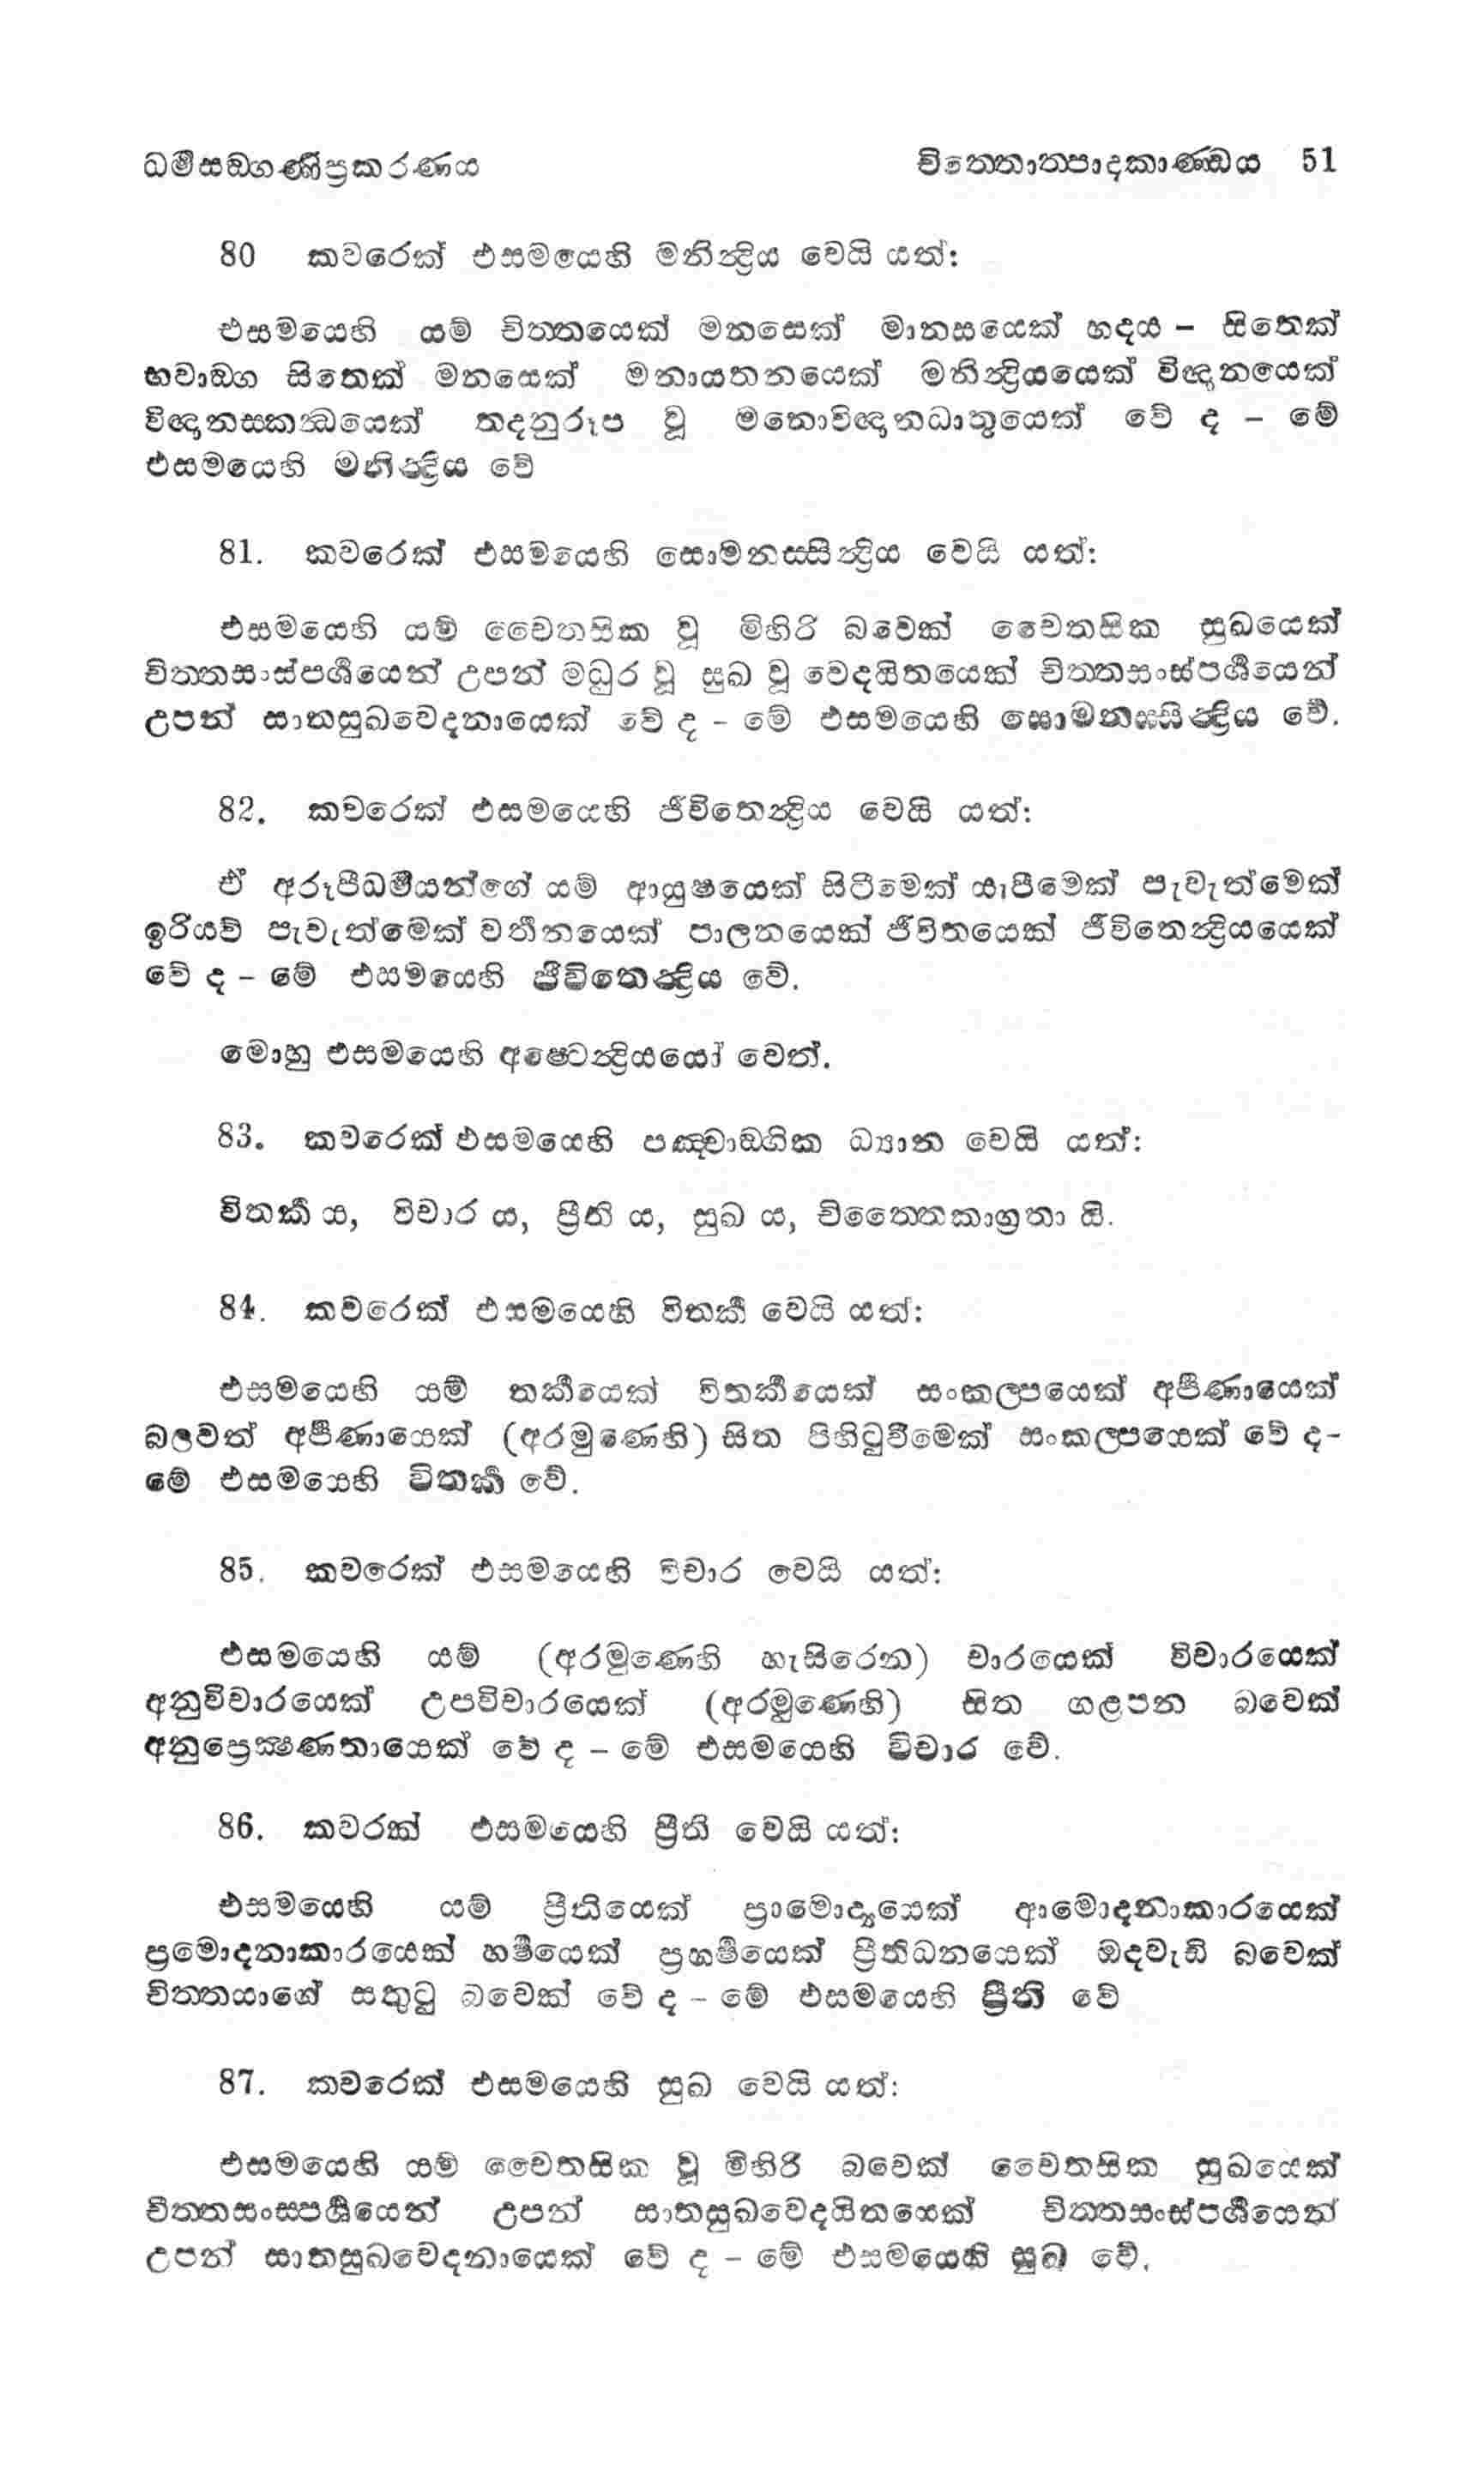 ධර්මසඞ්ගණිප්‍රකරණය
චිත්තොත්පාදකාණ්ඩය 51
80 කවරෙක් එසමයෙහි මනින්‍ද්‍රිය වෙයි යත්:
එසමයෙහි යම් චිත්තයෙක් මනසෙක් මානසයෙක් හදය – සිතෙක්
භවාඞ්ග සිතෙක් මනසෙක් මනායතනයෙක් මනින්‍ද්‍රියයෙක් විඥානයෙක්
විඥානස්කන්‍ධයෙක් තදනුරූප වූ මනොවිඥානධාතුයෙක් වේ ද – මේ
එසමයෙහි මනින්‍ද්‍රිය වේ
81. කවරෙක් එසමයෙහි සොමනස්සින්‍ද්‍රිය වෙයි යත්:
එසමයෙහි යම් චෛතසික වූ මිහිරි බවෙක් චෛතසික සුඛයෙක්
චිත්තසංස්පර්ශයෙන් උපන් මධුර වූ සුඛ වූ වෙදයිතයෙක් චිත්තසංස්පර්ශයෙන්
උපන් සාතසුඛවෙදනායෙක් වේ ද – මේ එසමයෙහි සොමනස්සින්‍ද්‍රිය වේ.
82. කවරෙක් එසමයෙහි ජීවිතෙන්‍ද්‍රිය වෙයි යත්:
ඒ අරූපීධර්මයන්ගේ යම් ආයුෂයෙක් සිටීමෙක් යැපීමෙක් පැවැත්මෙක්
ඉරියව් පැවැත්මෙක් වර්තනයෙක් පාලනයෙක් ජීවිතයෙක් ජීවිතෙන්‍ද්‍රියයෙක්
වේ ද – මේ එසමයෙහි ජීවිතෙන්‍ද්‍රිය වේ.
මොහු එසමයෙහි අෂ්ටෙන්‍ද්‍රියයෝ වෙත්.
83. කවරෙක් එසමයෙහි පඤ්චාඞ්ගික ධ්‍යාන වෙයි යත්:
විතර්ක ය, විචාර ය, ප්‍රීති ය, සුඛ ය, චිත්තෛකාග්‍රතා යි.
84. කවරෙක් එසමයෙහි විතර්ක වෙයි යත්:
එසමයෙහි යම් තර්කයෙක් විතර්කයෙක් සංකල්පයෙක් අර්පණායෙක්
බලවත් අර්පණායෙක් (අරමුණෙහි) සිත පිහිටුවීමෙක් සංකල්පයෙක් වේ ද–
මේ එසමයෙහි විතර්ක වේ.
85. කවරෙක් එසමයෙහි විචාර වෙයි යත්:
එසමයෙහි යම් (අරමුණෙහි හැසිරෙන) චාරයෙක් විචාරයෙක්
අනුවිචාරයෙක් උපවිචාරයෙක් (අරමුණෙහි) සිත ගළපන බවෙක්
අනුප්‍රෙක්‍ෂණතායෙක් වේ ද – මේ එසමයෙහි විචාර වේ.
86. කවරක් එසමයෙහි ප්‍රීති වෙයි යත්:
එසමයෙහි යම් ප්‍රීතියෙක් ප්‍රාමොද්‍යයෙක් ආමොදනාකාරයෙක්
ප්‍රමොදනාකාරයෙක් හර්ෂයෙක් ප්‍රහර්ෂයෙක් ප්‍රීතිධනයෙක් ඔදවැඩි බවෙක්
චිත්තයාගේ සතුටු බවෙක් වේ ද – මේ එසමයෙහි ප්‍රීති වේ
87. කවරෙක් එසමයෙහි සුඛ වෙයි යත්:
එසමයෙහි යම් චෛතසික වූ මිහිරි බවෙක් චෛතසික සුඛයෙක්
චිත්තසංස්පර්ශයෙන් උපන් සාතසුඛවෙදයිතයෙක් චිත්තසංස්පර්ශයෙන්
උපන් සාතසුඛවෙදනායෙක් වේ ද – මේ එසමයෙහි සුඛ වේ.